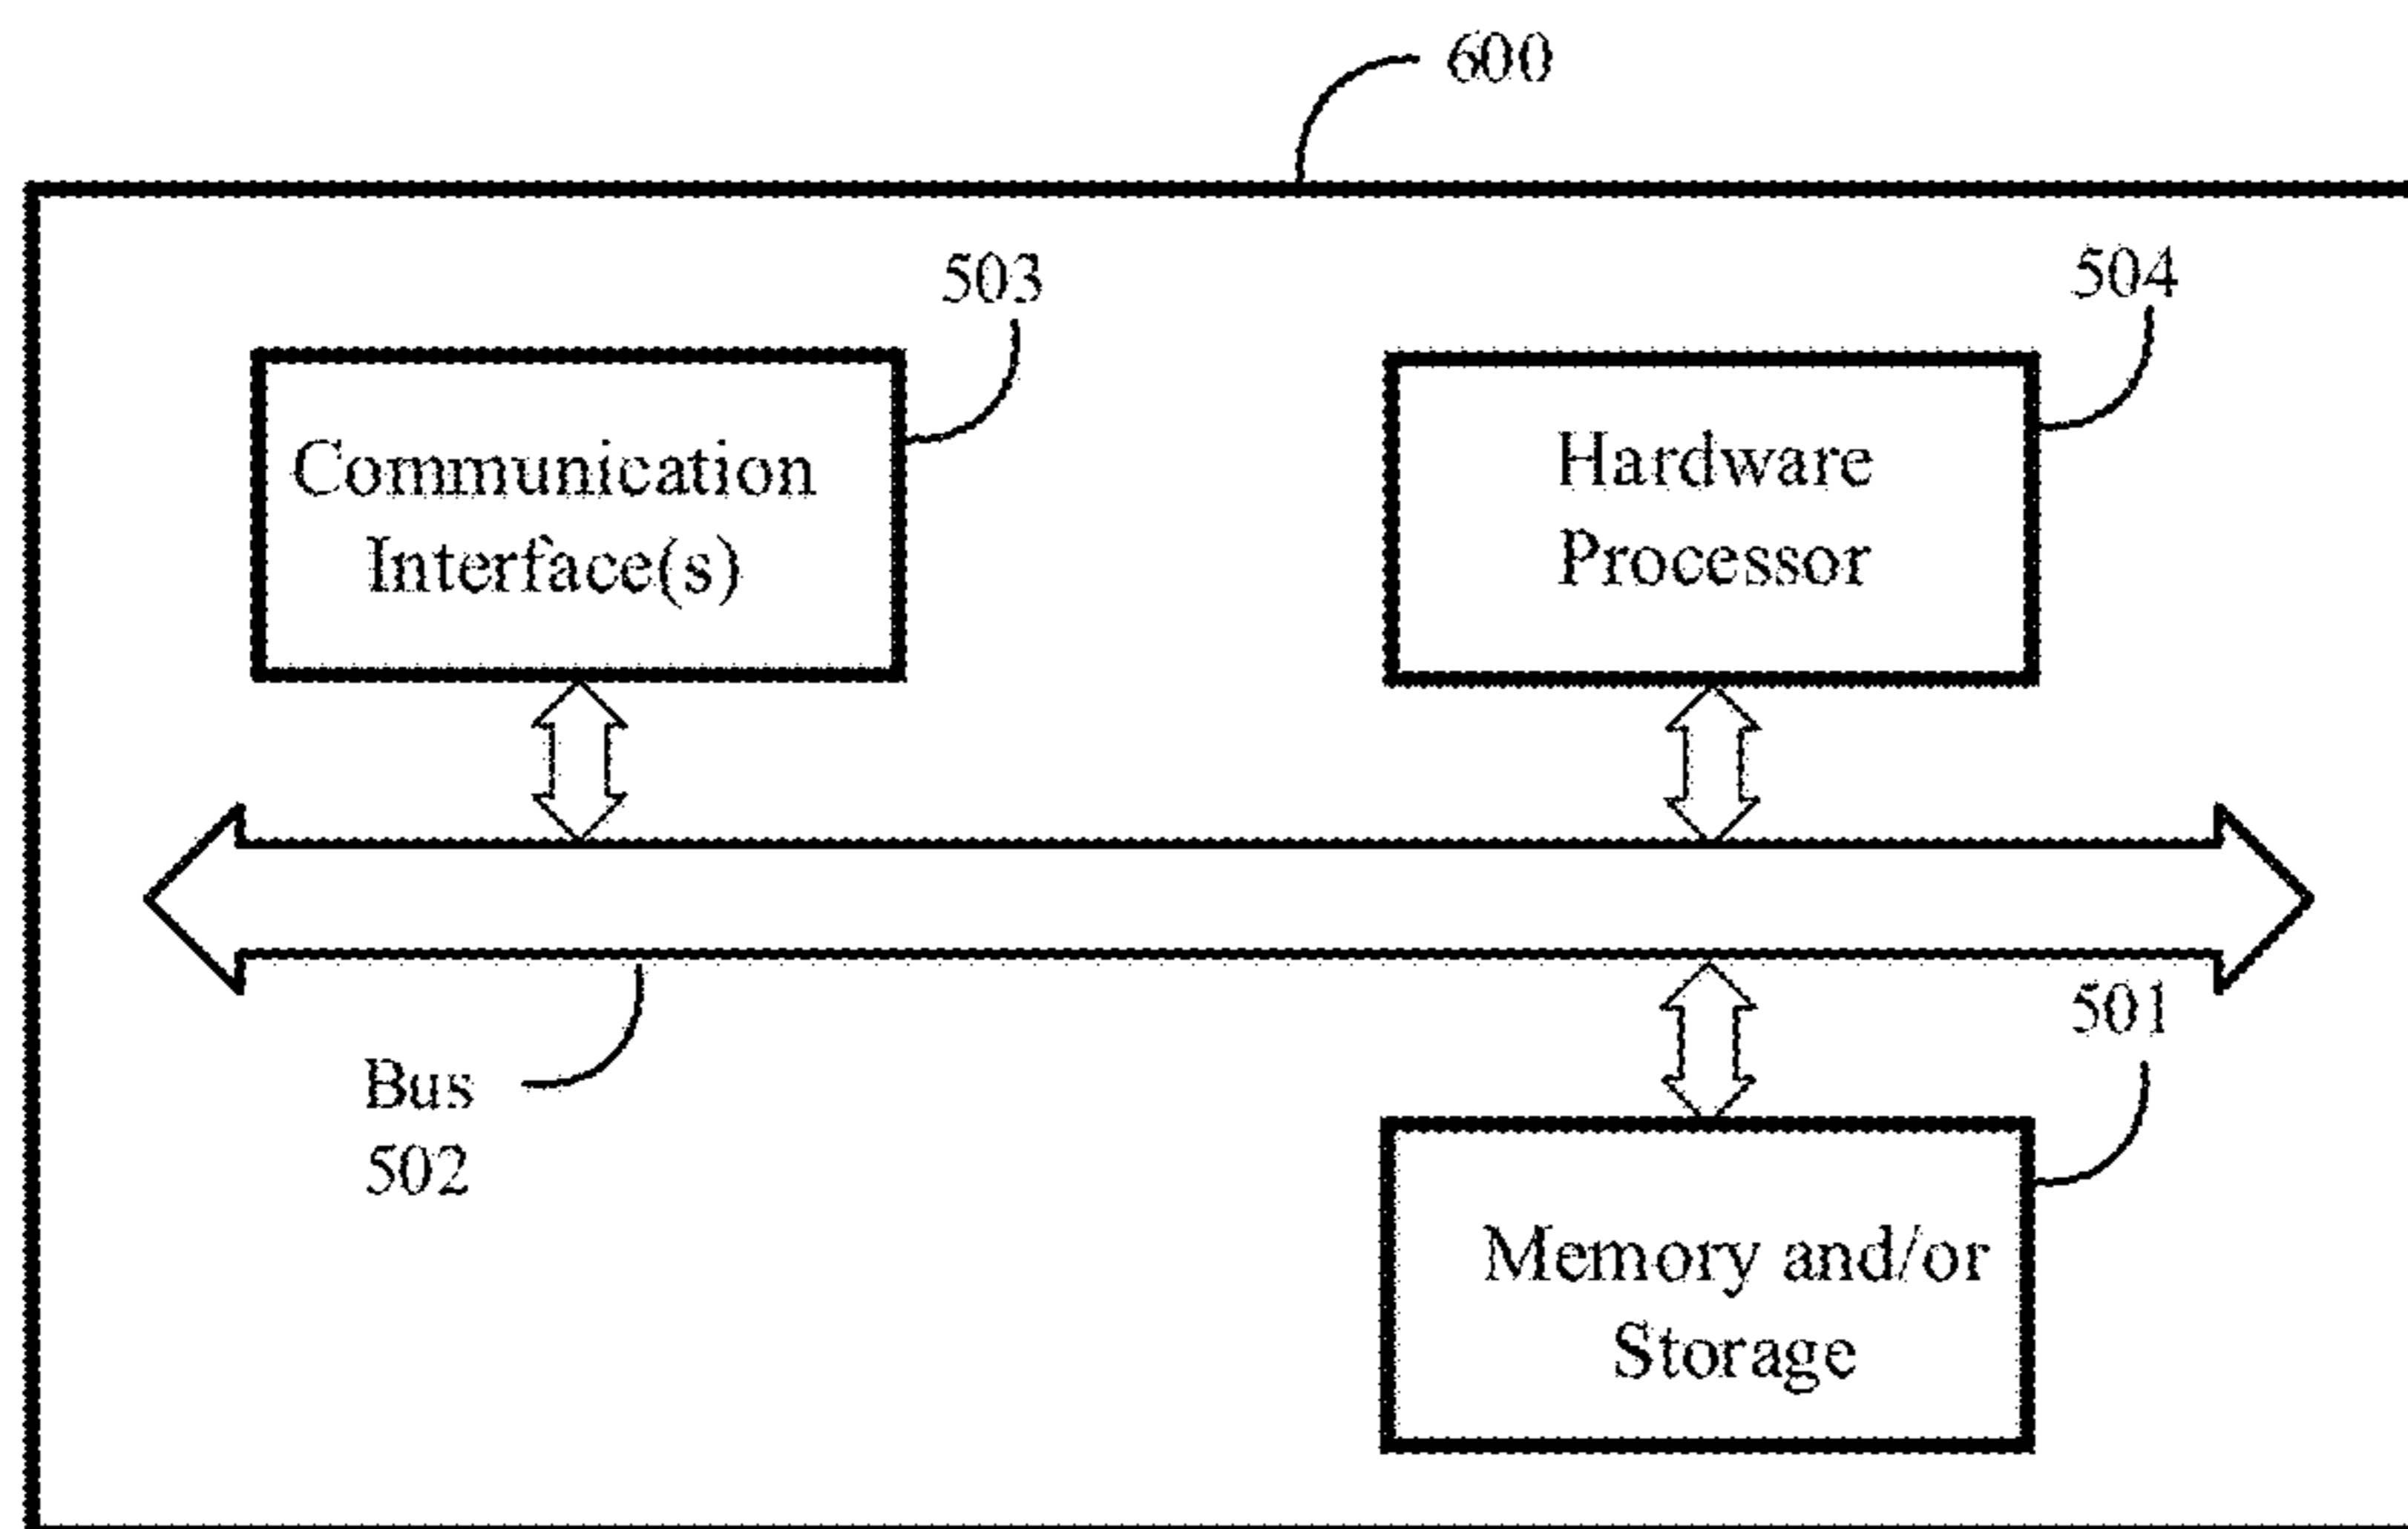 600
503
504
Communication
Interface(s)
Hardware
Processor
501
Bus
502
Memory and/or
Storage